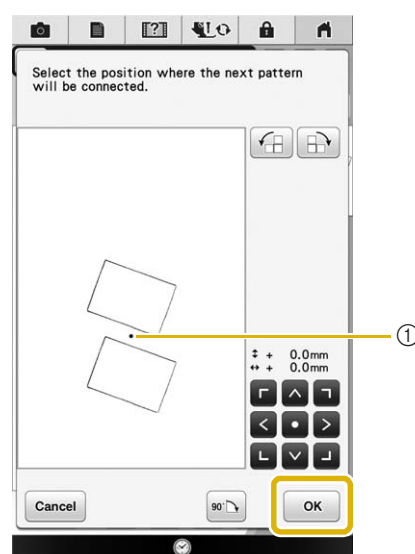 Select the position where the next pattern
will be connected.
①
↕ + 0.0mm
↔ + 0.0mm
Cancel
90°
OK